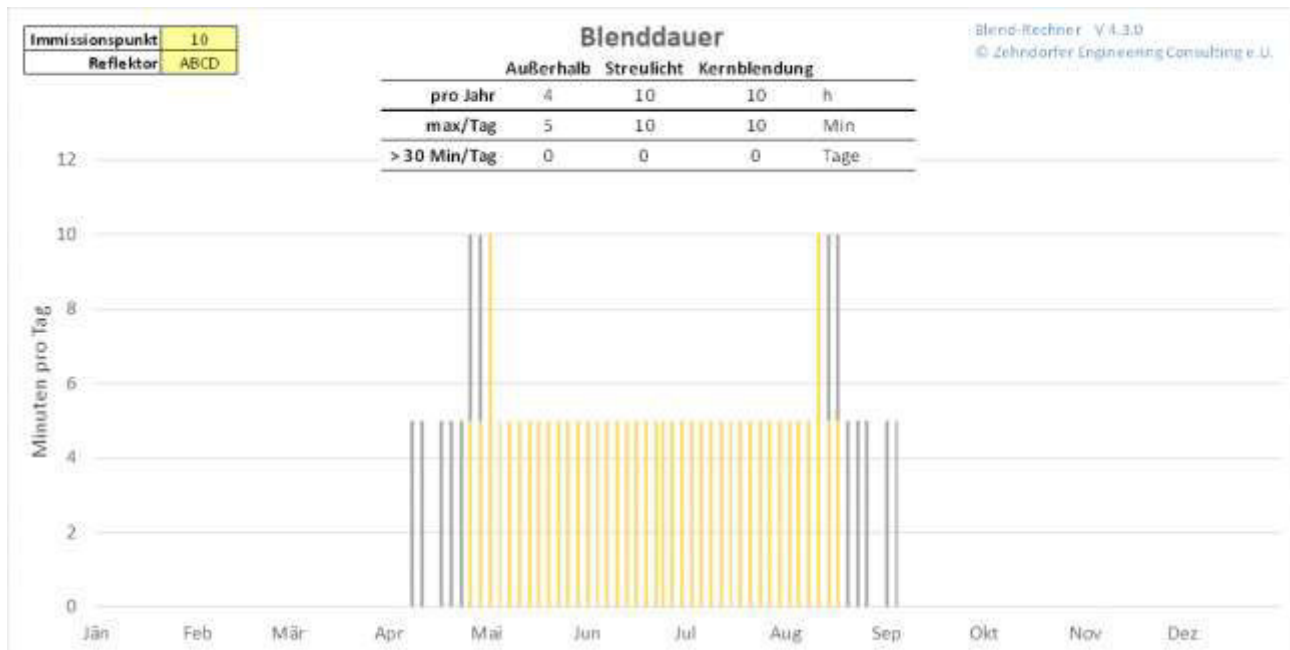 Immissionspunkt 10
Reflektor ABCD
Blenddauer
Blend-Rechner V 4.3.0
© Zehndorfer Engineering Consulting e.U.
Außerhalb Streulicht Kernblendung
pro Jahr 4 10 10 h
max/Tag 5 10 10 Min
> 30 Min/Tag 0 0 0 Tage
Minuten pro Tag
12
10
8
6
4
2
0
Jän Feb Mär Apr Mai Jun Jul Aug Sep Okt Nov Dez